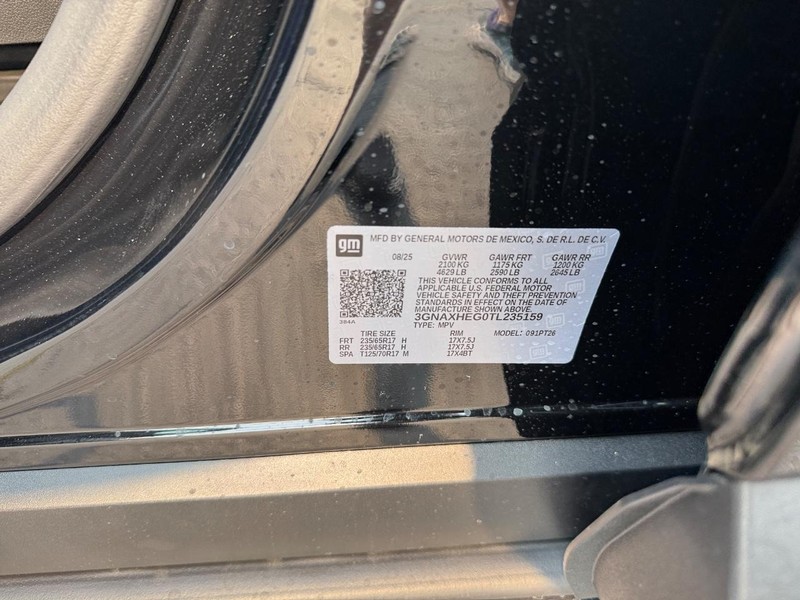 gm MFD BY GENERAL MOTORS DE MEXICO, S. DE R.L. DE C.V.
08/25 GVWR GAWR FRT GAWR RR
2100 KG 1175 KG 1200 KG
4629 LB 2590 LB 2645 LB
THIS VEHICLE CONFORMS TO ALL
APPLICABLE U.S. FEDERAL MOTOR
VEHICLE SAFETY AND THEFT PREVENTION
STANDARDS IN EFFECT ON THE DATE OF
MANUFACTURE SHOWN ABOVE.
3GNAXHEG0TL235159
TYPE: MPV MODEL: 091PT26
TIRE SIZE RIM
FRT 235/65R17 H 17X7.5J
RR 235/65R17 H 17X7.5J
SPA T125/70R17 M 17X4BT